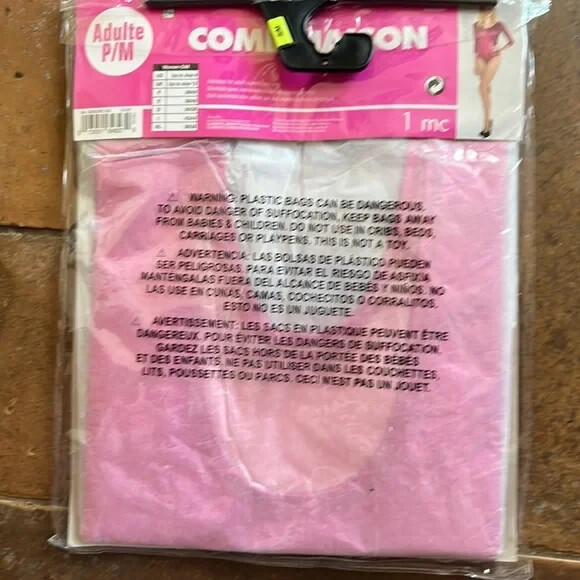 Adulte
P/M
COM
SON
1 mc
⚠ WARNING: PLASTIC BAGS CAN BE DANGEROUS.
TO AVOID DANGER OF SUFFOCATION, KEEP BAGS AWAY
FROM BABIES & CHILDREN. DO NOT USE IN CRIBS, BEDS,
CARRIAGES OR PLAYPENS. THIS IS NOT A TOY.
⚠ ADVERTENCIA: LAS BOLSAS DE PLÁSTICO PUEDEN
SER PELIGROSAS. PARA EVITAR EL RIESGO DE ASFIXIA
MANTÉNGALAS FUERA DEL ALCANCE DE BEBÉS Y NIÑOS. NO
LAS USE EN CUNAS, CAMAS, COCHECITOS O CORRALITOS.
ESTO NO ES UN JUGUETE.
⚠ AVERTISSEMENT: LES SACS EN PLASTIQUE PEUVENT ÊTRE
DANGEREUX. POUR ÉVITER LES DANGERS DE SUFFOCATION,
GARDEZ LES SACS HORS DE LA PORTÉE DES BÉBÉS
ET DES ENFANTS. NE PAS UTILISER DANS LES COUCHETTES,
LITS, POUSSETTES OU PARCS. CECI N'EST PAS UN JOUET.